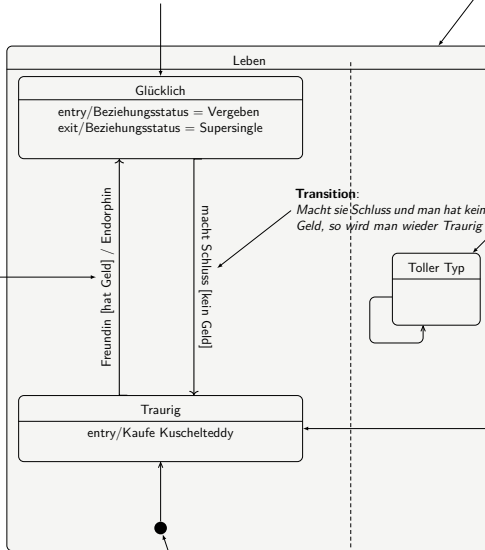 Leben
Glücklich
entry/Beziehungsstatus = Vergeben
exit/Beziehungsstatus = Supersingle
Freundin [hat Geld] / Endorphin
macht Schluss [kein Geld]
Transition:
Macht sie Schluss und man hat kein
Geld, so wird man wieder Traurig
Toller Typ
Traurig
entry/Kaufe Kuschelteddy